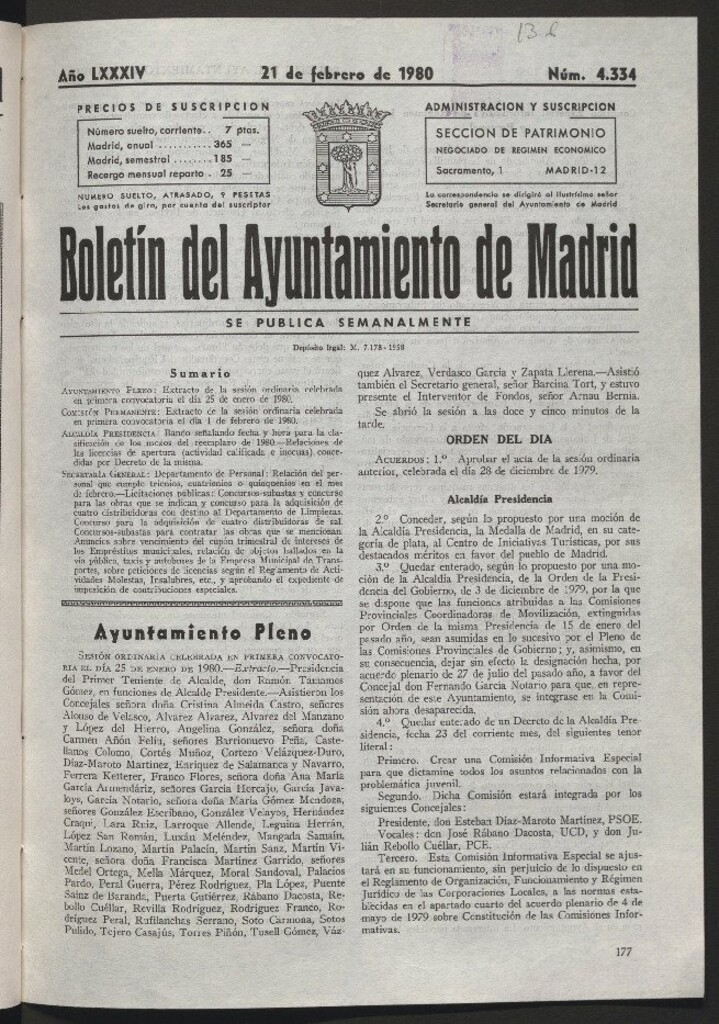 13 8
Año LXXXIV 21 de febrero de 1980 Núm. 4.334
PRECIOS DE SUSCRIPCION
Número suelto, corriente.. 7 ptas.
Madrid, anual ........... 365 —
Madrid, semestral ........ 185 —
Recargo mensual reparto . 25 —
NUMERO SUELTO, ATRASADO, 9 PESETAS
Los gastos de giro, por cuenta del suscriptor
ADMINISTRACION Y SUSCRIPCION
SECCION DE PATRIMONIO
NEGOCIADO DE REGIMEN ECONOMICO
Sacramento, 1 MADRID-12
La correspondencia se dirigirá al ilustrísimo señor
Secretario general del Ayuntamiento de Madrid
Boletín del Ayuntamiento de Madrid
SE PUBLICA SEMANALMENTE
Depósito legal: M. 7.178-1958
Sumario
AYUNTAMIENTO PLENO: Extracto de la sesión ordinaria celebrada
en primera convocatoria el día 25 de enero de 1980.
COMISIÓN PERMANENTE: Extracto de la sesión ordinaria celebrada
en primera convocatoria el día 1 de febrero de 1980.
ALCALDÍA PRESIDENCIA: Bando señalando fecha y hora para la cla-
sificación de los mozos del reemplazo de 1980.—Relaciones de
las licencias de apertura (actividad calificada e inocuas) conce-
didas por Decreto de la misma.
SECRETARÍA GENERAL: Departamento de Personal: Relación del per-
sonal que cumple trienios, cuatrienios o quinquenios en el mes
de febrero.—Licitaciones públicas: Concursos-subastas y concurso
para las obras que se indican y concurso para la adquisición de
cuatro distribuidoras con destino al Departamento de Limpiezas.
Concurso para la adquisición de cuatro distribuidoras de sal.
Concursos-subastas para contratar las obras que se mencionan.
Anuncios sobre vencimiento del cupón trimestral de intereses de
los Empréstitos municipales, relación de objetos hallados en la
vía pública, taxis y autobuses de la Empresa Municipal de Trans-
portes, sobre peticiones de licencias según el Reglamento de Acti-
vidades Molestas, Insalubres, etc., y aprobando el expediente de
imposición de contribuciones especiales.
Ayuntamiento Pleno
SESIÓN ORDINARIA CELEBRADA EN PRIMERA CONVOCATO-
RIA EL DÍA 25 DE ENERO DE 1980.—Extracto.—Presidencia
del Primer Teniente de Alcalde, don Ramón Tamames
Gómez, en funciones de Alcalde Presidente.—Asistieron los
Concejales señora doña Cristina Almeida Castro, señores
Alonso de Velasco, Alvarez Alvarez, Alvarez del Manzano
y López del Hierro, Angelina González, señora doña
Carmen Añón Feliu, señores Barrionuevo Peña, Caste-
llanos Colomo, Cortés Muñoz, Cortezo Velázquez-Duro,
Díaz-Maroto Martínez, Enríquez de Salamanca y Navarro,
Ferrera Ketterer, Franco Flores, señora doña Ana María
García Armendáriz, señores García Horcajo, García Java-
loys, García Notario, señora doña María Gómez Mendoza,
señores González Escribano, González Velayos, Hernández
Craqui, Lara Ruiz, Larroque Allende, Leguina Herrán,
López San Román, Luxán Meléndez, Mangada Samain,
Martín Lozano, Martín Palacín, Martín Sanz, Martín Vi-
cente, señora doña Francisca Martínez Garrido, señores
Medel Ortega, Mella Márquez, Moral Sandoval, Palacios
Pardo, Peral Guerra, Pérez Rodríguez, Pla López, Puente
Sainz de Baranda, Puerta Gutiérrez, Rábano Dacosta, Re-
bollo Cuéllar, Revilla Rodríguez, Rodríguez Franco, Ro-
dríguez Peral, Rufilanchas Serrano, Soto Carmona, Sotos
Pulido, Tejero Casajús, Torres Piñón, Tusell Gómez, Váz-
quez Alvarez, Verdasco García y Zapata Llerena.—Asistió
también el Secretario general, señor Barcina Tort, y estuvo
presente el Interventor de Fondos, señor Arnau Bernia.
Se abrió la sesión a las doce y cinco minutos de la
tarde.
ORDEN DEL DIA
ACUERDOS: 1.º Aprobar el acta de la sesión ordinaria
anterior, celebrada el día 28 de diciembre de 1979.
Alcaldía Presidencia
2.º Conceder, según lo propuesto por una moción de
la Alcaldía Presidencia, la Medalla de Madrid, en su cate-
goría de plata, al Centro de Iniciativas Turísticas, por sus
destacados méritos en favor del pueblo de Madrid.
3.º Quedar enterado, según lo propuesto por una mo-
ción de la Alcaldía Presidencia, de la Orden de la Presi-
dencia del Gobierno, de 3 de diciembre de 1979, por la que
se dispone que las funciones atribuidas a las Comisiones
Provinciales Coordinadoras de Movilización, extinguidas
por Orden de la misma Presidencia de 15 de enero del
pasado año, sean asumidas en lo sucesivo por el Pleno de
las Comisiones Provinciales de Gobierno; y, asimismo, en
su consecuencia, dejar sin efecto la designación hecha, por
acuerdo plenario de 27 de julio del pasado año, a favor
del Concejal don Fernando García Notario para que, en repre-
sentación de este Ayuntamiento, se integrase en la Comi-
sión ahora desaparecida.
4.º Quedar enterado de un Decreto de la Alcaldía Pre-
sidencia, fecha 23 del corriente mes, del siguiente tenor
literal:
Primero. Crear una Comisión Informativa Especial
para que dictamine todos los asuntos relacionados con la
problemática juvenil.
Segundo. Dicha Comisión estará integrada por los
siguientes Concejales:
Presidente, don Esteban Díaz-Maroto Martínez, PSOE.
Vocales: don José Rábano Dacosta, UCD, y don Ju-
lián Rebollo Cuéllar, PCE.
Tercero. Esta Comisión Informativa Especial se ajus-
tará en su funcionamiento, sin perjuicio de lo dispuesto en
el Reglamento de Organización, Funcionamiento y Régimen
Jurídico de las Corporaciones Locales, a las normas esta-
blecidas en el apartado cuarto del acuerdo plenario de 4 de
mayo de 1979 sobre Constitución de las Comisiones Infor-
mativas.
177